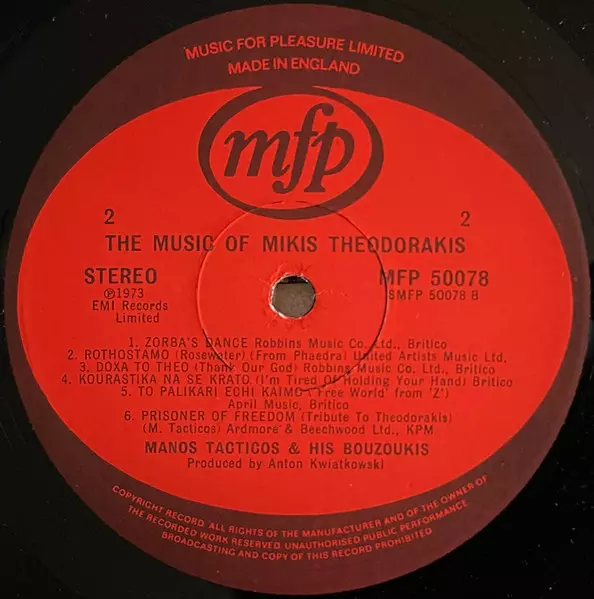 MUSIC FOR PLEASURE LIMITED
MADE IN ENGLAND
mfp
2 2
THE MUSIC OF MIKIS THEODORAKIS
STEREO MFP 50078
Ⓟ1973 SMFP 50078 B
EMI Records
Limited
1. ZORBA'S DANCE Robbins Music Co. Ltd., Britico
2. ROTHOSTAMO (Rosewater) (From Phaedra) United Artists Music Ltd.
3. DOXA TO THEO (Thank Our God) Robbins Music Co. Ltd., Britico
4. KOURASTIKA NA SE KRATO (I'm Tired of Holding Your Hand) Britico
5. TO PALIKARI ECHI KAIMO ('Free World' from 'Z')
April Music, Britico
6. PRISONER OF FREEDOM (Tribute To Theodorakis)
(M. Tacticos) Ardmore & Beechwood Ltd., KPM
MANOS TACTICOS & HIS BOUZOUKIS
Produced by Anton Kwiatkowski
COPYRIGHT RECORD. ALL RIGHTS OF THE MANUFACTURER AND OF THE OWNER OF
THE RECORDED WORK RESERVED. UNAUTHORISED PUBLIC PERFORMANCE
BROADCASTING AND COPY OF THIS RECORD PROHIBITED